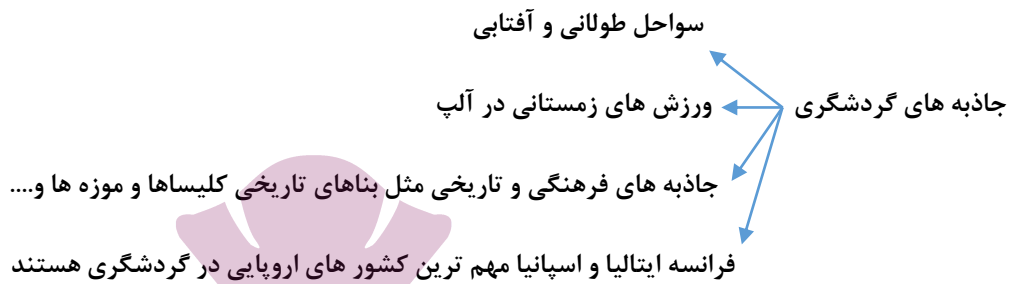 سواحل طولانی و آفتابی
جاذبه های گردشگری
ورزش های زمستانی در آلپ
جاذبه های فرهنگی و تاریخی مثل بناهای تاریخی کلیساها و موزه ها و....
فرانسه ایتالیا و اسپانیا مهم ترین کشور های اروپایی در گردشگری هستند